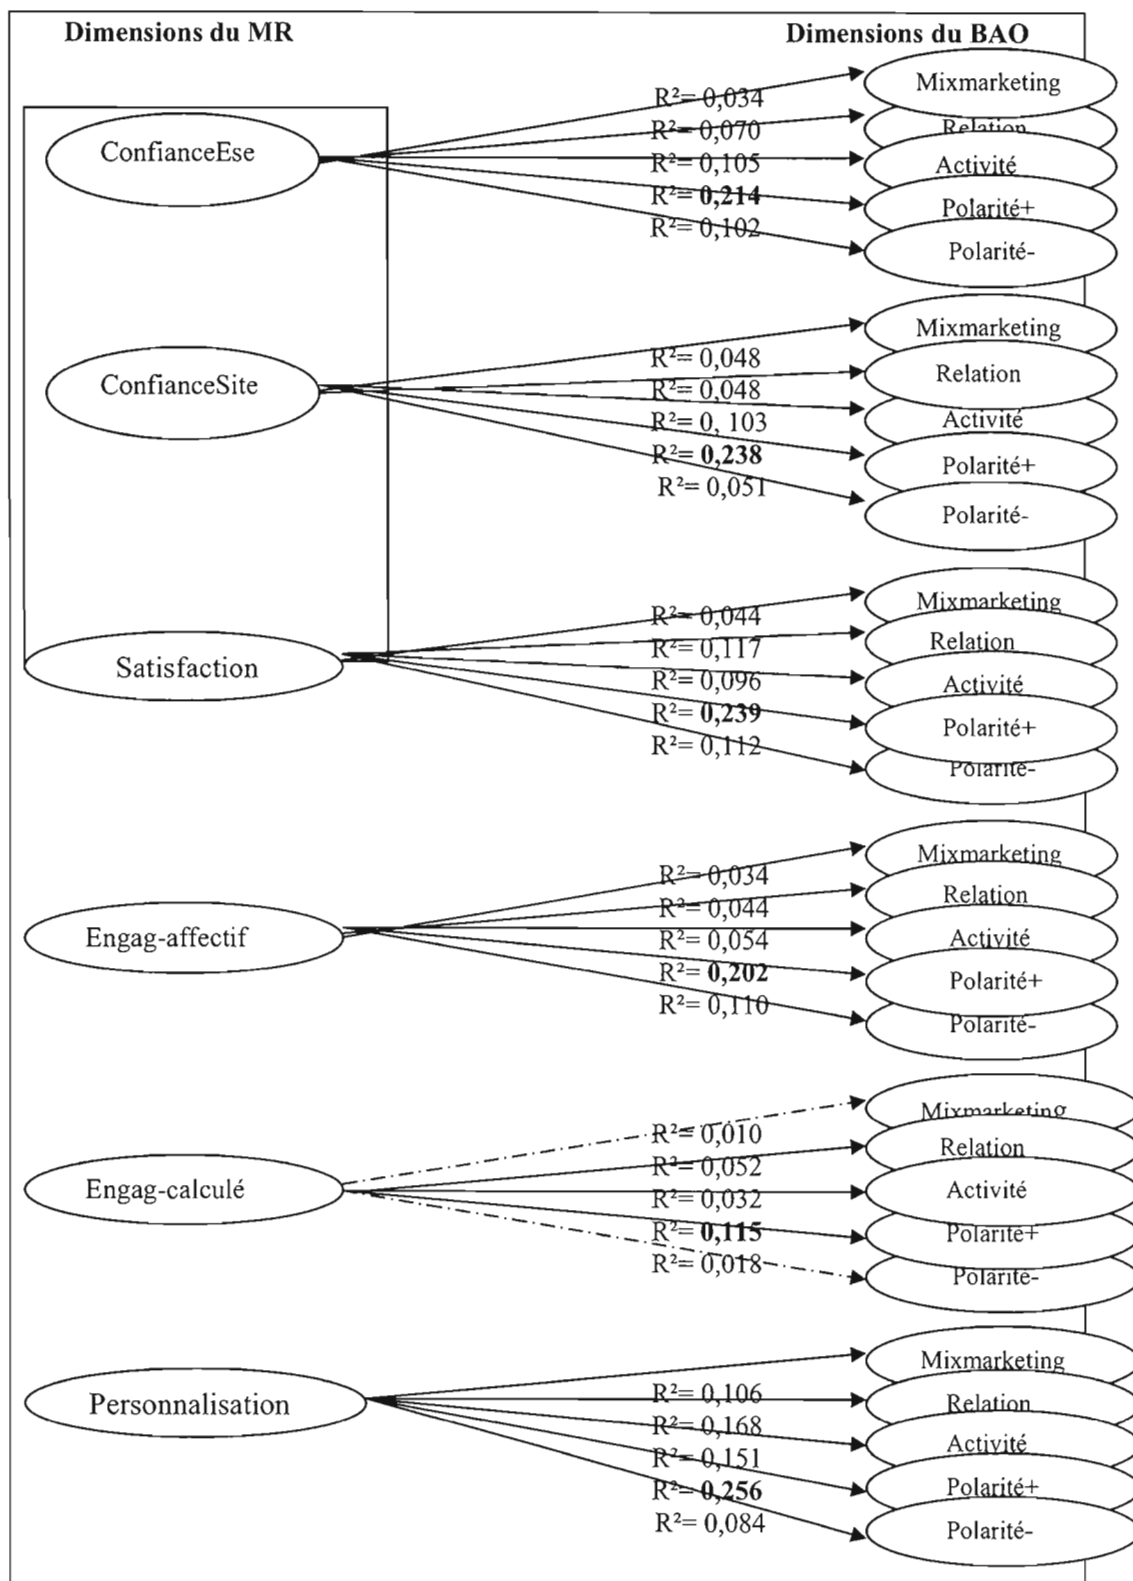 Dimensions du MR
Dimensions du BAO
ConfianceEse
R²= 0,034
R²= 0,070
R²= 0,105
R²= 0,214
R²= 0,102
Mixmarketing
Relation
Activité
Polarité+
Polarité-
ConfianceSite
R²= 0,048
R²= 0,048
R²= 0, 103
R²= 0,238
R²= 0,051
Mixmarketing
Relation
Activité
Polarité+
Polarité-
Satisfaction
R²= 0,044
R²= 0,117
R²= 0,096
R²= 0,239
R²= 0,112
Mixmarketing
Relation
Activité
Polarité+
Polarité-
Engag-affectif
R²= 0,034
R²= 0,044
R²= 0,054
R²= 0,202
R²= 0,110
Mixmarketing
Relation
Activité
Polarité+
Polarité-
Engag-calculé
R²= 0,010
R²= 0,052
R²= 0,032
R²= 0,115
R²= 0,018
Mixmarketing
Relation
Activité
Polarité+
Polarité-
Personnalisation
R²= 0,106
R²= 0,168
R²= 0,151
R²= 0,256
R²= 0,084
Mixmarketing
Relation
Activité
Polarité+
Polarité-